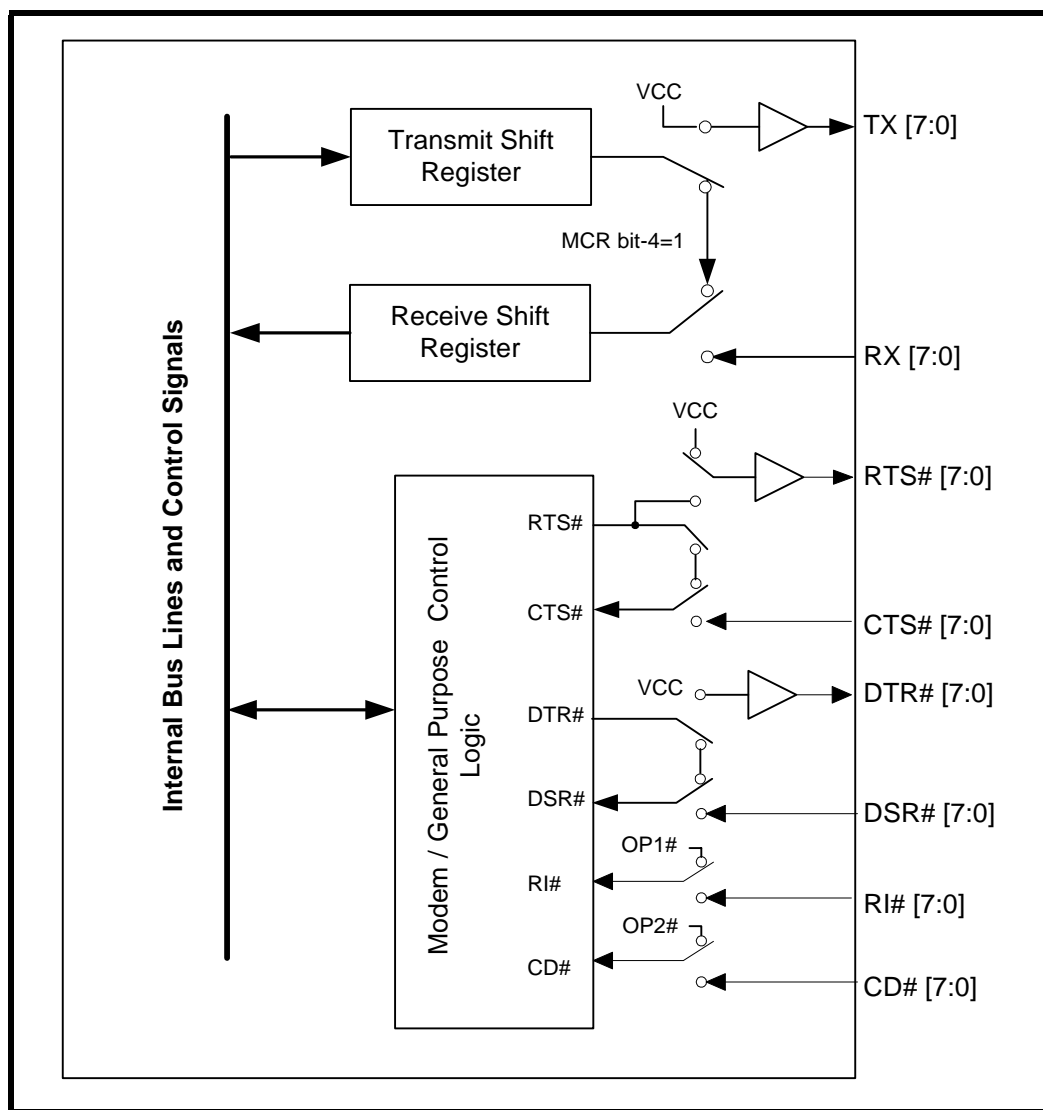 VCC
TX [7:0]
Transmit Shift
Register
MCR bit-4=1
Receive Shift
Register
RX [7:0]
Internal Bus Lines and Control Signals
VCC
RTS# [7:0]
Modem / General Purpose Control
Logic
RTS#
CTS#
CTS# [7:0]
VCC
DTR# [7:0]
DTR#
DSR#
DSR# [7:0]
OP1#
RI#
RI# [7:0]
OP2#
CD#
CD# [7:0]